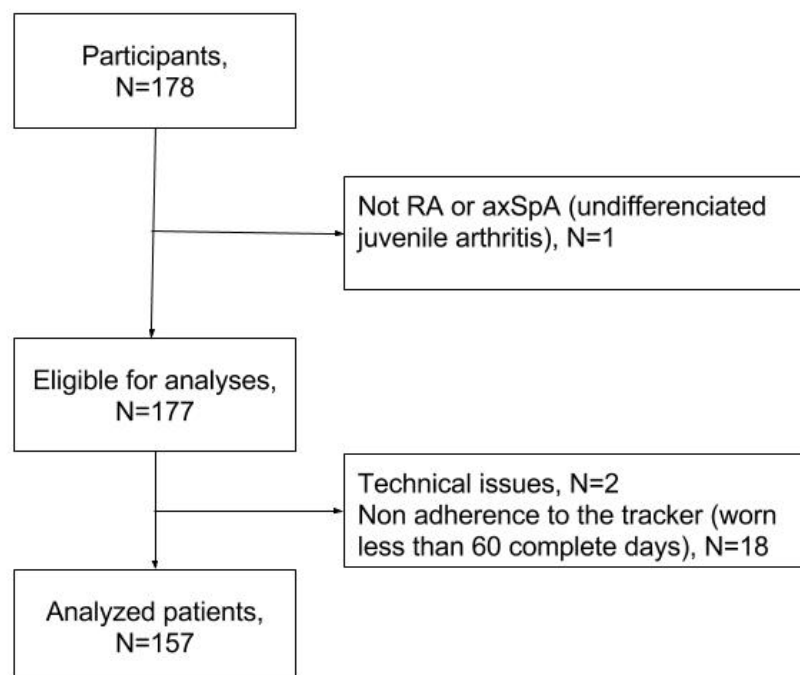 Participants,
N=178
Not RA or axSpA (undifferenciated
juvenile arthritis), N=1
Eligible for analyses,
N=177
Technical issues, N=2
Non adherence to the tracker (worn
less than 60 complete days), N=18
Analyzed patients,
N=157